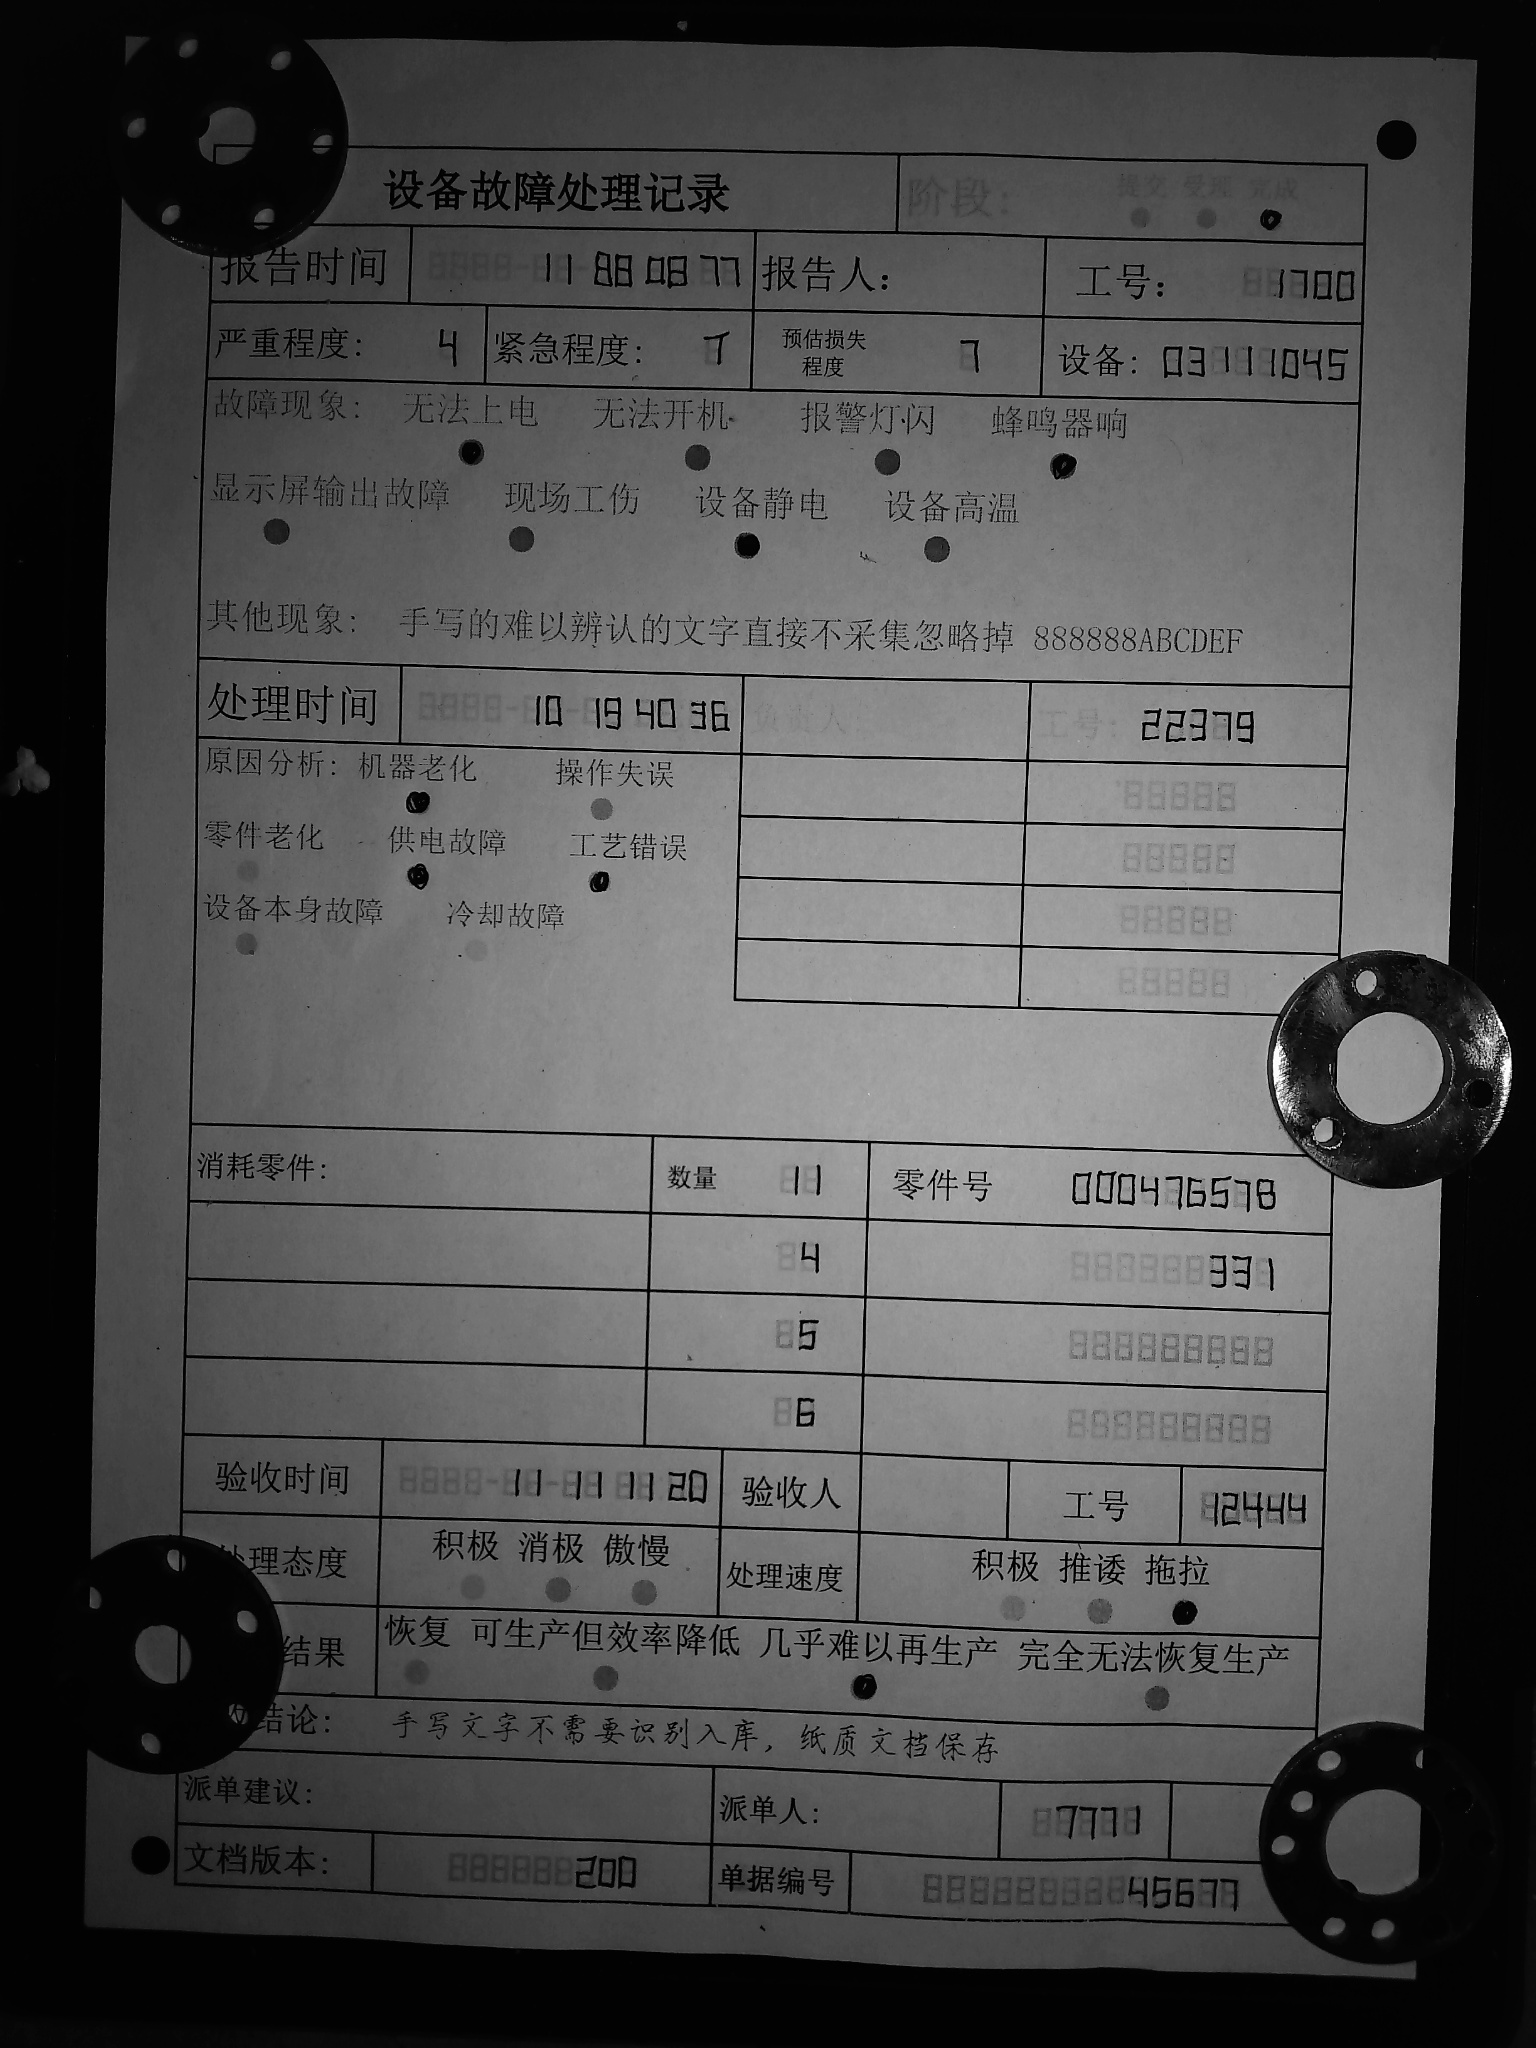 设备故障处理记录 阶段: 提交 受理 完成
报告时间 11 88 08 77 报告人: 工号: 1700
严重程度: 4 紧急程度: 7 预估损失程度 7 设备: 03111045
故障现象: 无法上电 无法开机 报警灯闪 蜂鸣器响
显示屏输出故障 现场工伤 设备静电 设备高温
其他现象: 手写的难以辨认的文字直接不采集忽略掉 888888ABCDEF
处理时间 10 19 40 36 负责人 工号: 22379
原因分析: 机器老化 操作失误
88888
零件老化 供电故障 工艺错误
88888
设备本身故障 冷却故障
88888
88888
消耗零件: 数量 11 零件号 000476578
4 331
5 888888888
6 888888888
验收时间 11 11 11 20 验收人 工号 12444
处理态度 积极 消极 傲慢 处理速度 积极 推诿 拖拉
结果 恢复 可生产但效率降低 几乎难以再生产 完全无法恢复生产
结论: 手写文字不需要识别入库，纸质文档保存
派单建议: 派单人: 7771
文档版本: 200 单据编号 45677